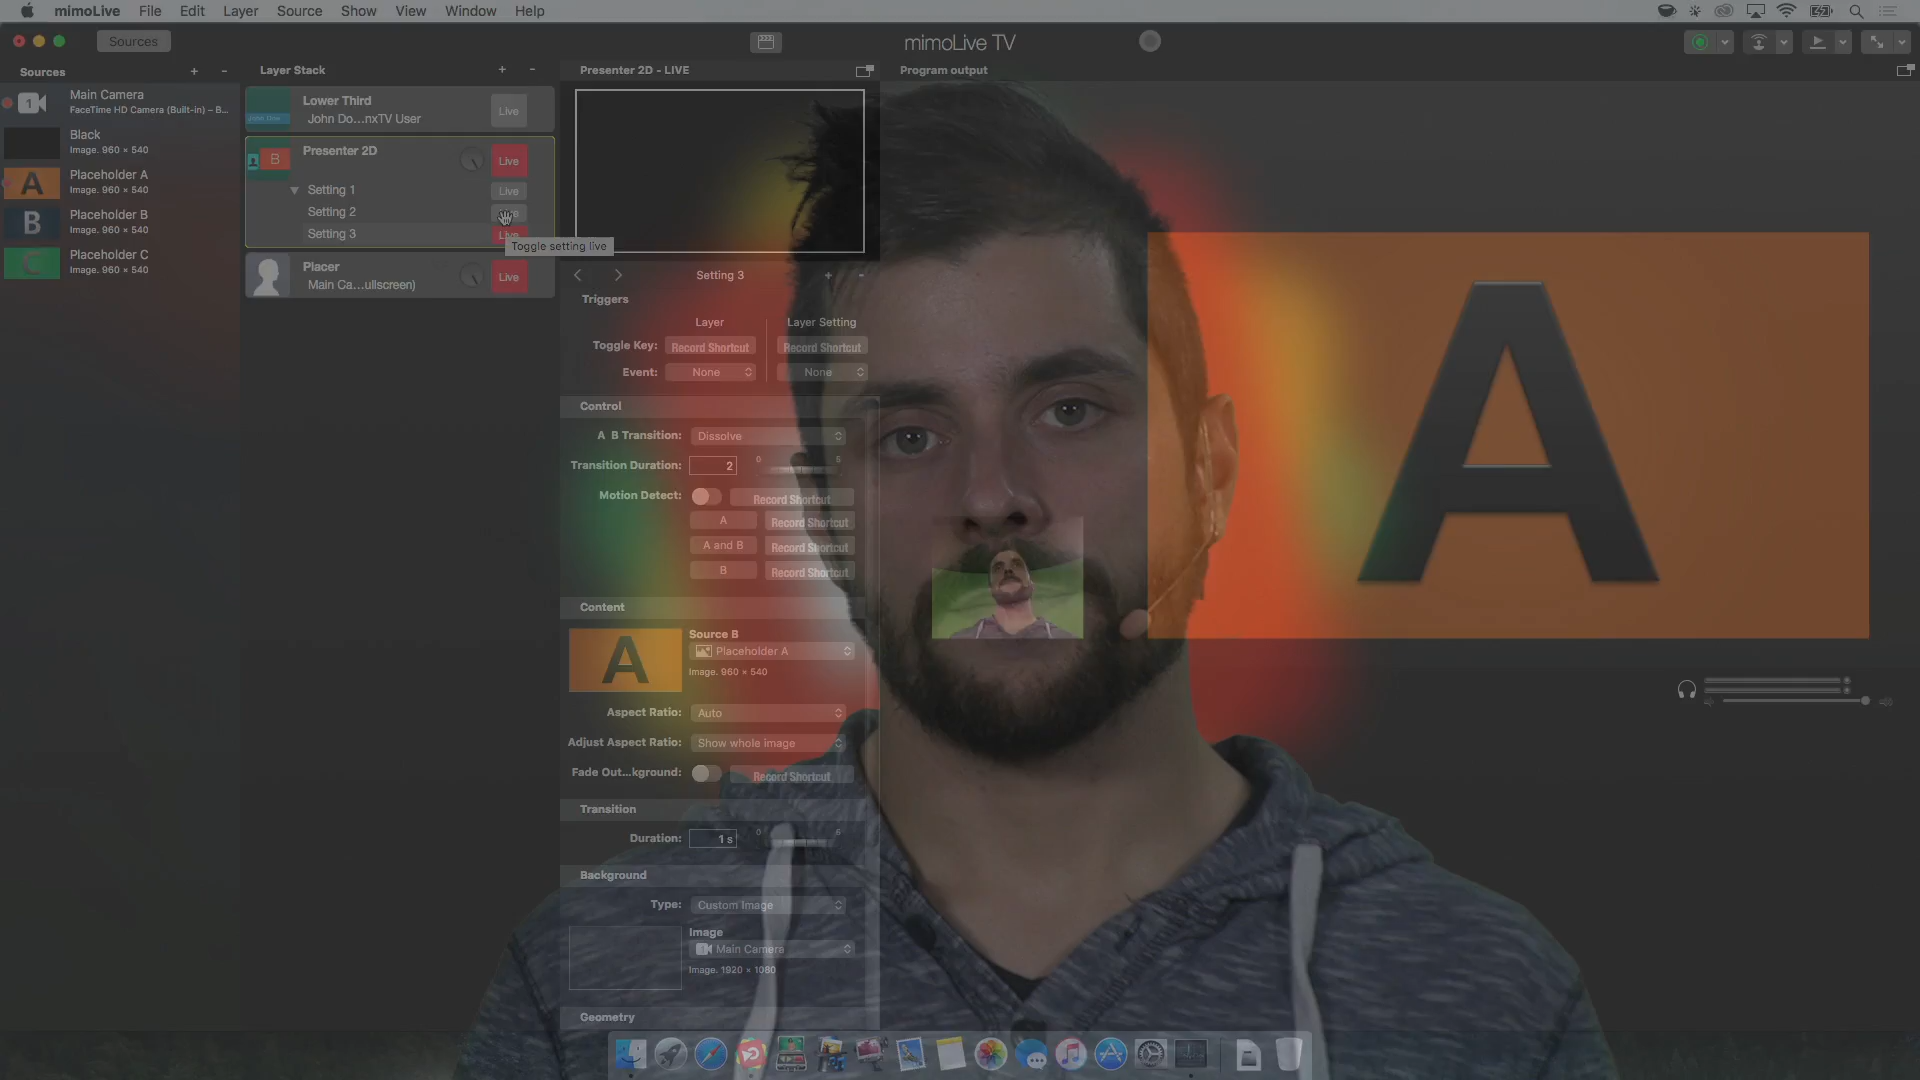 mimoLive File Edit Layer Source Show View Window Help
Sources
mimoLive TV
Sources + -
Layer Stack + -
Presenter 2D - LIVE
Program output
1
Main Camera
FaceTime HD Camera (Built-in) – B...
Black
Image. 960 × 540
A
Placeholder A
Image. 960 × 540
B
Placeholder B
Image. 960 × 540
C
Placeholder C
Image. 960 × 540
Lower Third
John Do...nxTV User
Live
B
Presenter 2D
Live
Setting 1
Live
Setting 2
Setting 3
Live
Toggle setting live
Placer
Main Ca...ullscreen)
Live
Setting 3
+ -
Triggers
Layer
Layer Setting
Toggle Key:
Record Shortcut
Record Shortcut
Event:
None
None
Control
A B Transition:
Dissolve
Transition Duration:
2
0
5
Motion Detect:
Record Shortcut
A
Record Shortcut
A and B
Record Shortcut
B
Record Shortcut
Content
A
Source B
Placeholder A
Image. 960 × 540
Aspect Ratio:
Auto
Adjust Aspect Ratio:
Show whole image
Fade Out...kground:
Record Shortcut
Transition
Duration:
1 s
0
5
Background
Type:
Custom Image
Image
Main Camera
Image. 1920 × 1080
Geometry
A